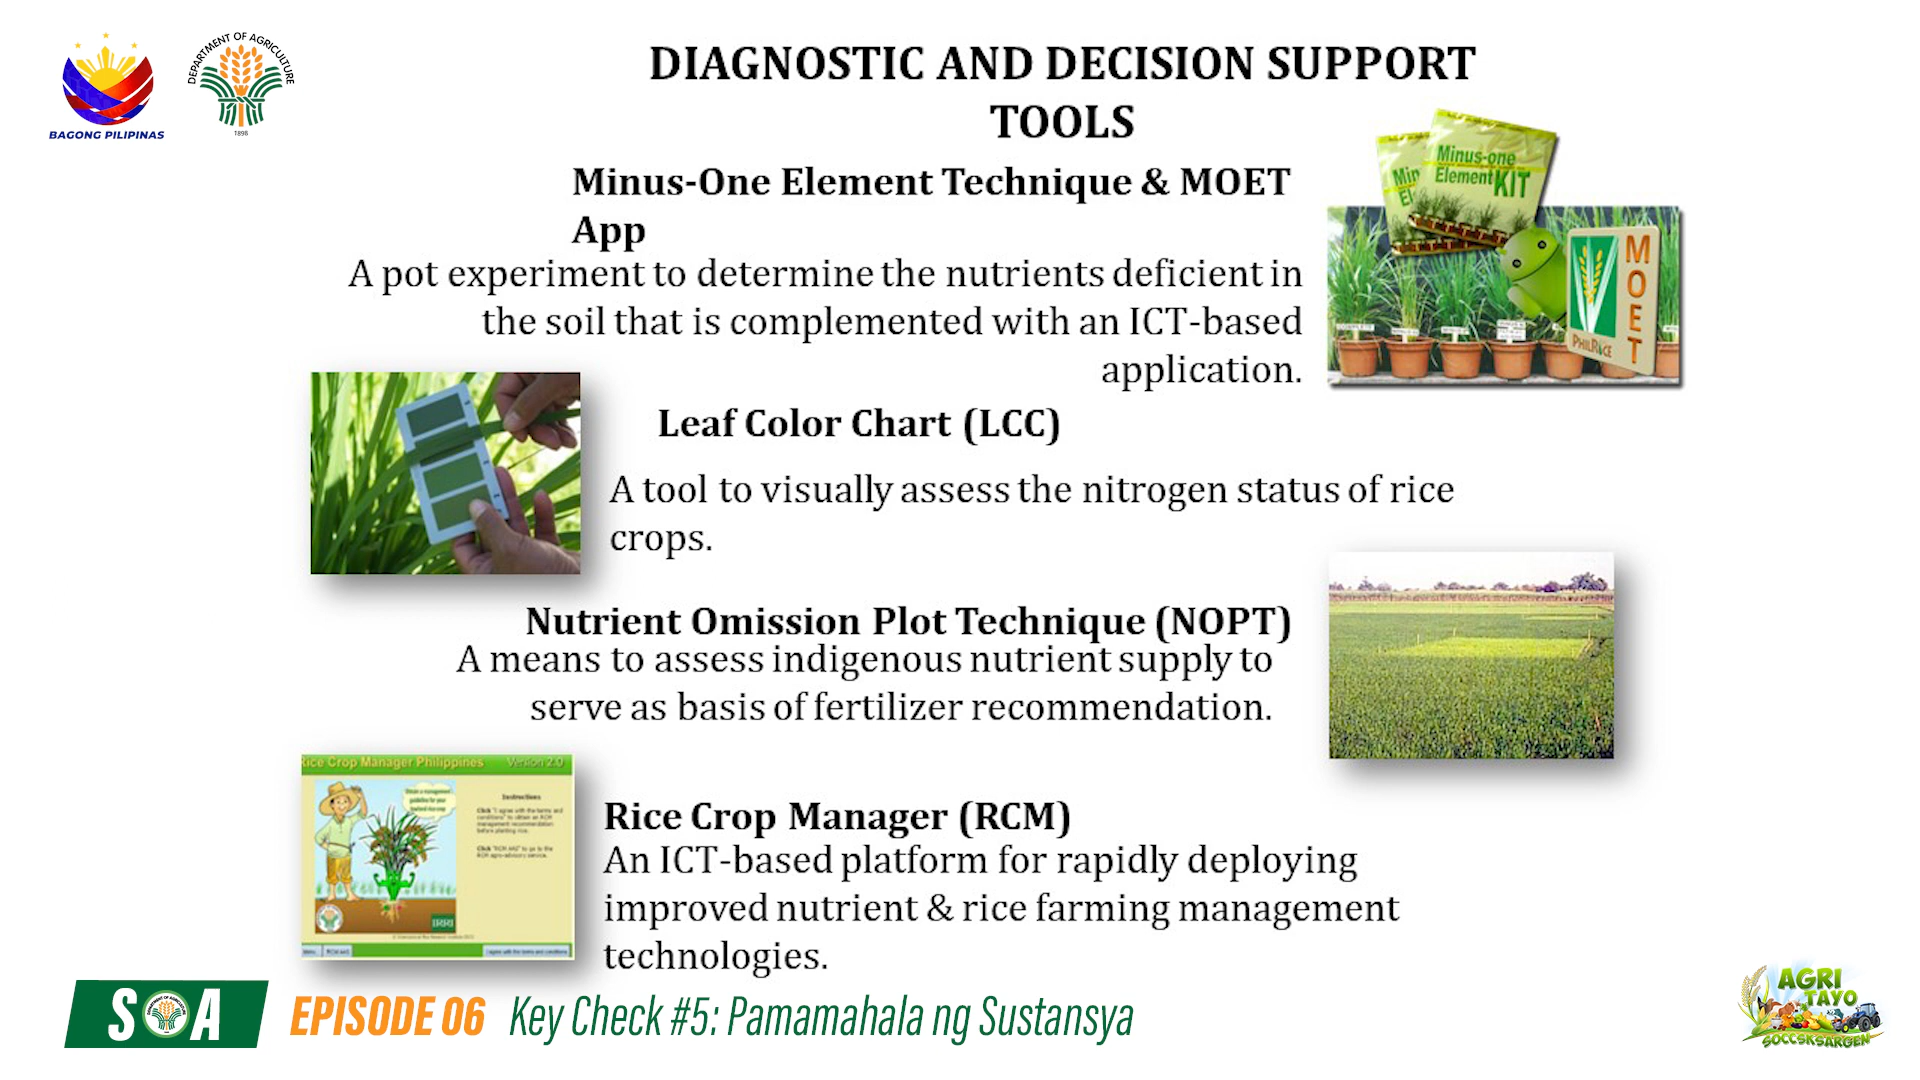 BAGONG PILIPINAS
DEPARTMENT OF AGRICULTURE
1898
DIAGNOSTIC AND DECISION SUPPORT
TOOLS
Minus-One Element Technique & MOET
App
A pot experiment to determine the nutrients deficient in
the soil that is complemented with an ICT-based
application.
Minus-one
Element KIT
MOET
PHILRICE
Leaf Color Chart (LCC)
A tool to visually assess the nitrogen status of rice
crops.
Nutrient Omission Plot Technique (NOPT)
A means to assess indigenous nutrient supply to
serve as basis of fertilizer recommendation.
Rice Crop Manager Philippines Version 2.0
Instructions
IRRI
Rice Crop Manager (RCM)
An ICT-based platform for rapidly deploying
improved nutrient & rice farming management
technologies.
SOA EPISODE 06 Key Check #5: Pamamahala ng Sustansya
AGRI
TAYO
SOCCSKSARGEN